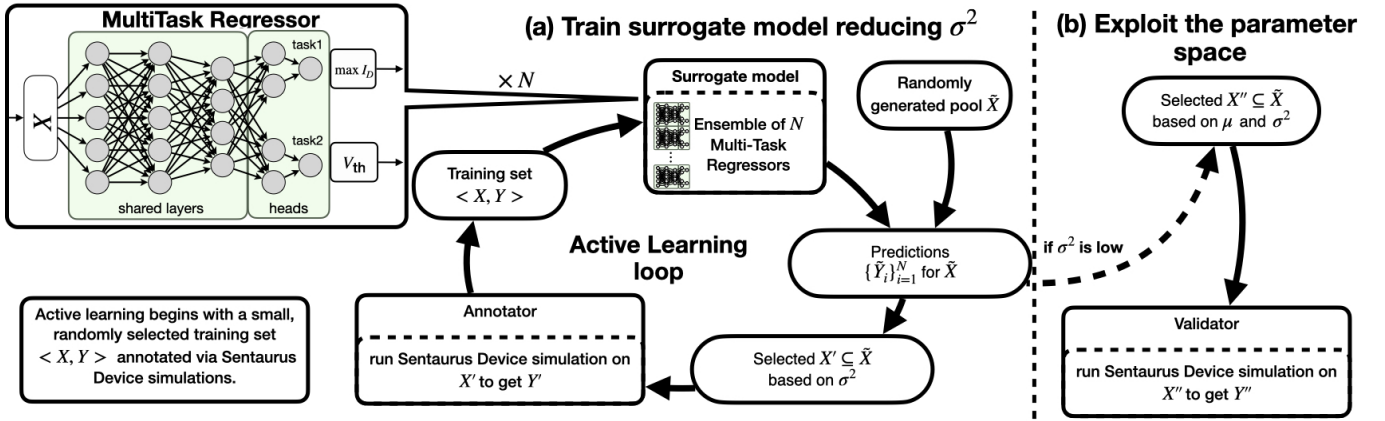 MultiTask Regressor
X
task1
max I_D
task2
V_th
shared layers
heads
(a) Train surrogate model reducing σ²
× N
Surrogate model
Ensemble of N
Multi-Task
Regressors
Randomly
generated pool X̃
Training set
< X, Y >
Active Learning
loop
Predictions
{Ỹ_i}_{i=1}^N for X̃
Annotator
run Sentaurus Device simulation on
X′ to get Y′
Selected X′ ⊆ X̃
based on σ²
Active learning begins with a small,
randomly selected training set
< X, Y > annotated via Sentaurus
Device simulations.
if σ² is low
(b) Exploit the parameter
space
Selected X″ ⊆ X̃
based on μ and σ²
Validator
run Sentaurus Device simulation on
X″ to get Y″